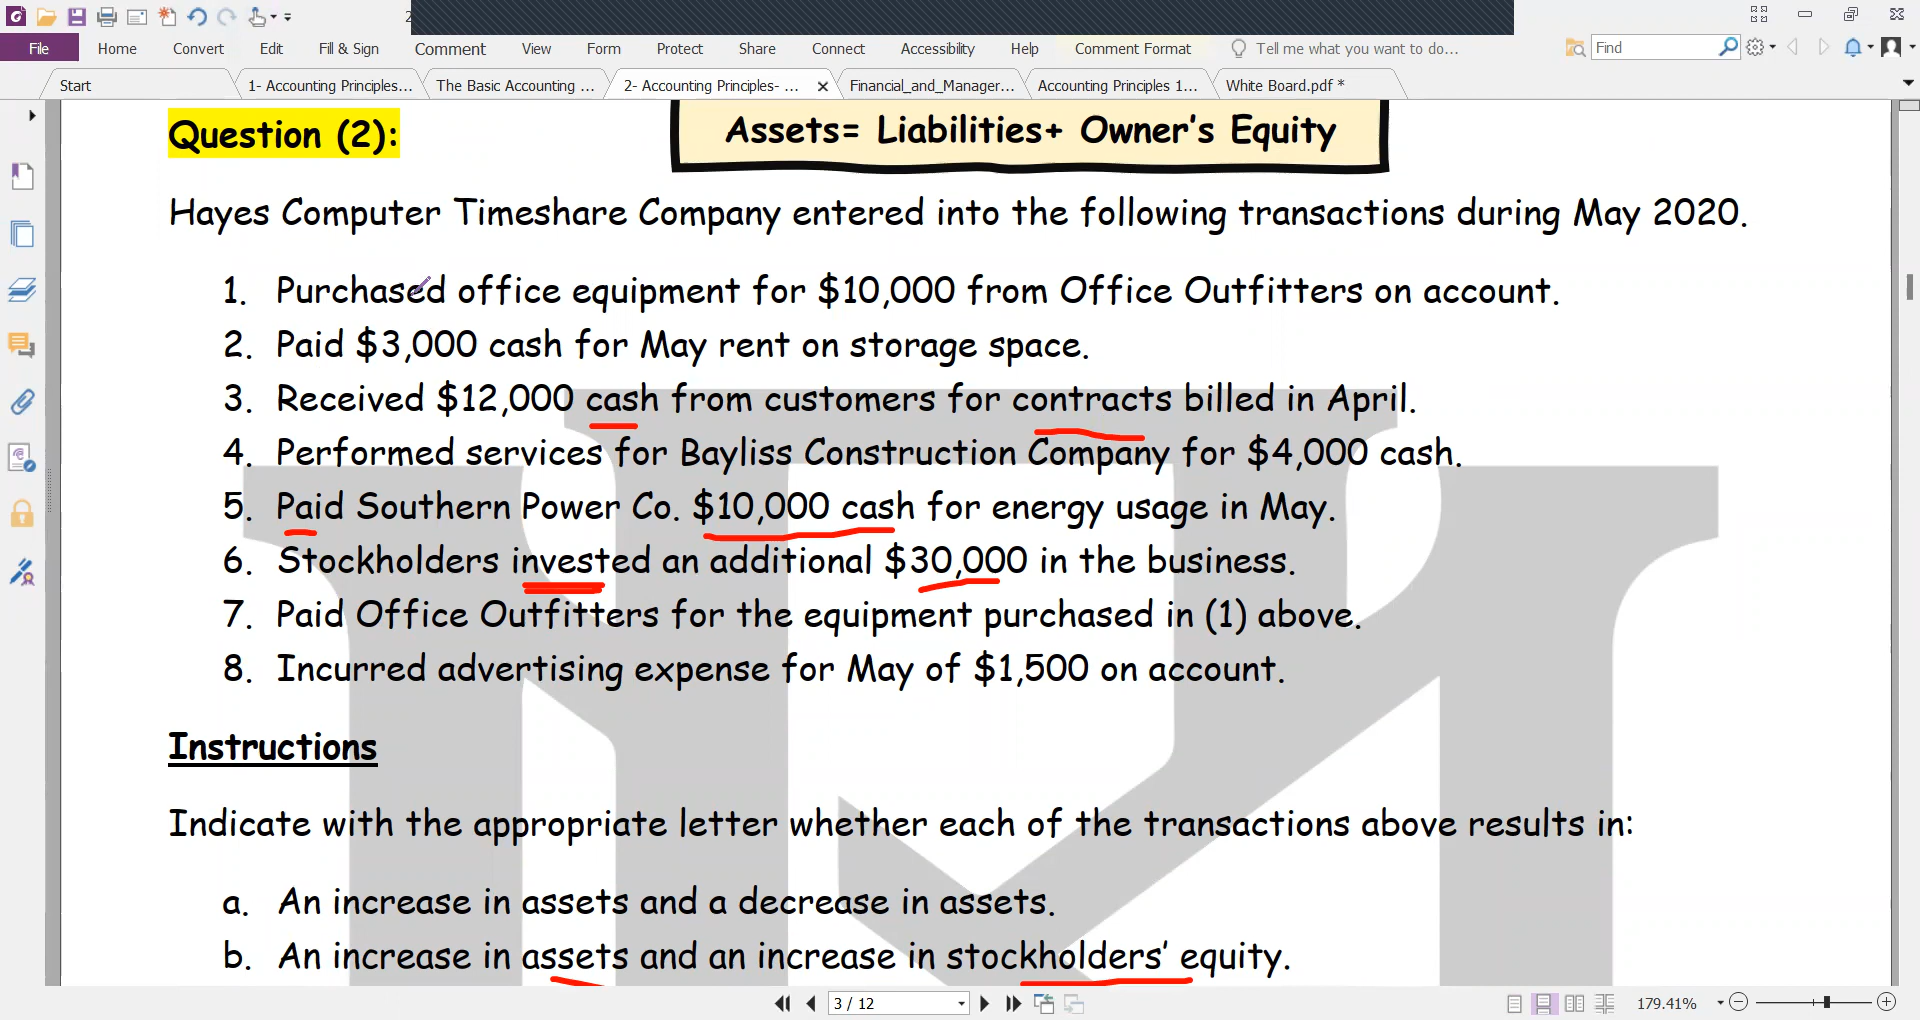 File Home Convert Edit Fill & Sign Comment View Form Protect Share Connect Accessibility Help Comment Format Tell me what you want to do... Find
Start 1- Accounting Principles... The Basic Accounting ... 2- Accounting Principles- ... Financial_and_Manager... Accounting Principles 1... White Board.pdf *
Question (2):
Assets= Liabilities+ Owner's Equity
Hayes Computer Timeshare Company entered into the following transactions during May 2020.
1. Purchased office equipment for $10,000 from Office Outfitters on account.
2. Paid $3,000 cash for May rent on storage space.
3. Received $12,000 cash from customers for contracts billed in April.
4. Performed services for Bayliss Construction Company for $4,000 cash.
5. Paid Southern Power Co. $10,000 cash for energy usage in May.
6. Stockholders invested an additional $30,000 in the business.
7. Paid Office Outfitters for the equipment purchased in (1) above.
8. Incurred advertising expense for May of $1,500 on account.
Instructions
Indicate with the appropriate letter whether each of the transactions above results in:
a. An increase in assets and a decrease in assets.
b. An increase in assets and an increase in stockholders' equity.
3 / 12
179.41%